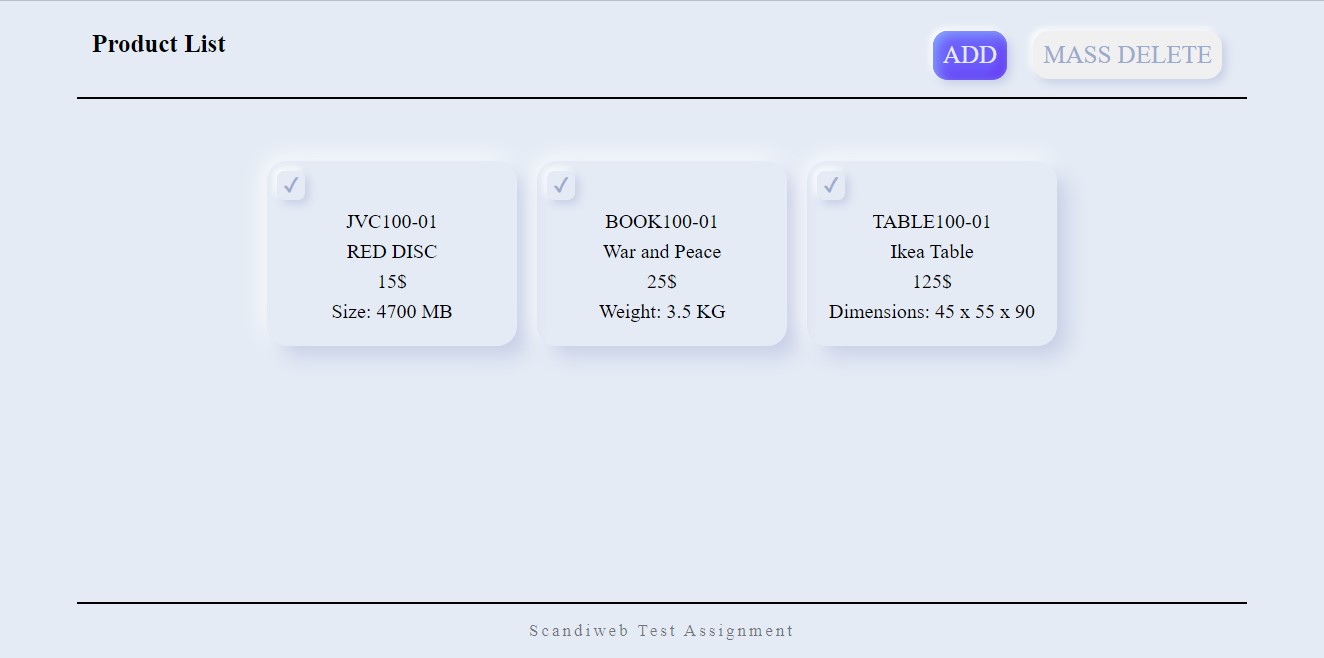 Product List
ADD
MASS DELETE
JVC100-01
RED DISC
15$
Size: 4700 MB
BOOK100-01
War and Peace
25$
Weight: 3.5 KG
TABLE100-01
Ikea Table
125$
Dimensions: 45 x 55 x 90
Scandiweb Test Assignment